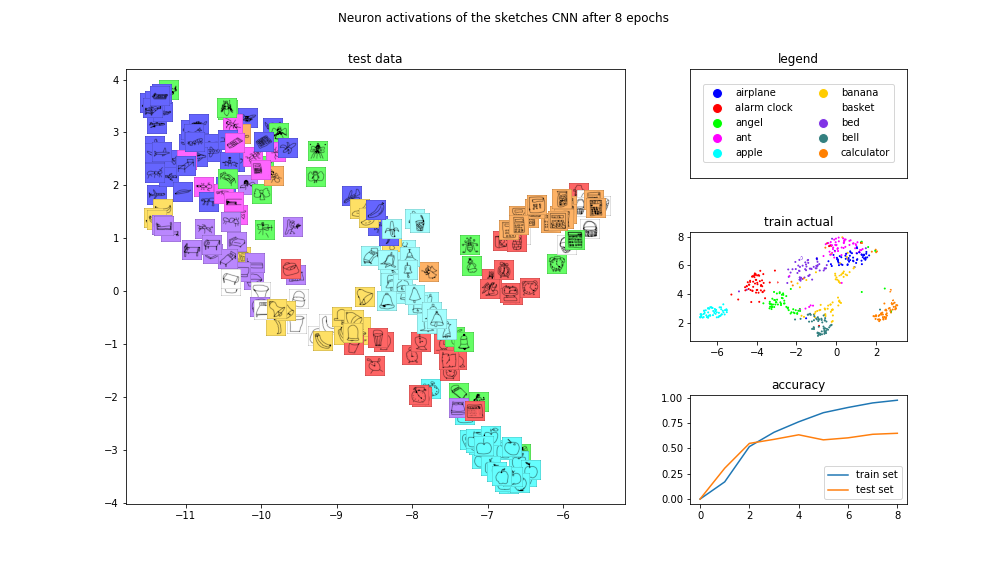 Neuron activations of the sketches CNN after 8 epochs
test data
4
3
2
1
0
−1
−2
−3
−4
−11
−10
−9
−8
−7
−6
legend
airplane
alarm clock
angel
ant
apple
banana
basket
bed
bell
calculator
train actual
8
6
4
2
−6
−4
−2
0
2
accuracy
1.00
0.75
0.50
0.25
0.00
train set
test set
0
2
4
6
8